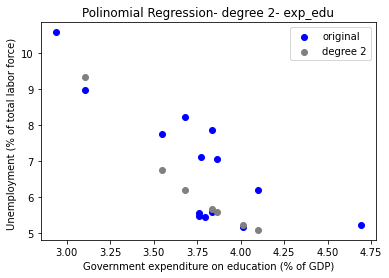 Polinomial Regression- degree 2- exp_edu
original
degree 2
Unemployment (% of total labor force)
10
9
8
7
6
5
3.00
3.25
3.50
3.75
4.00
4.25
4.50
4.75
Government expenditure on education (% of GDP)